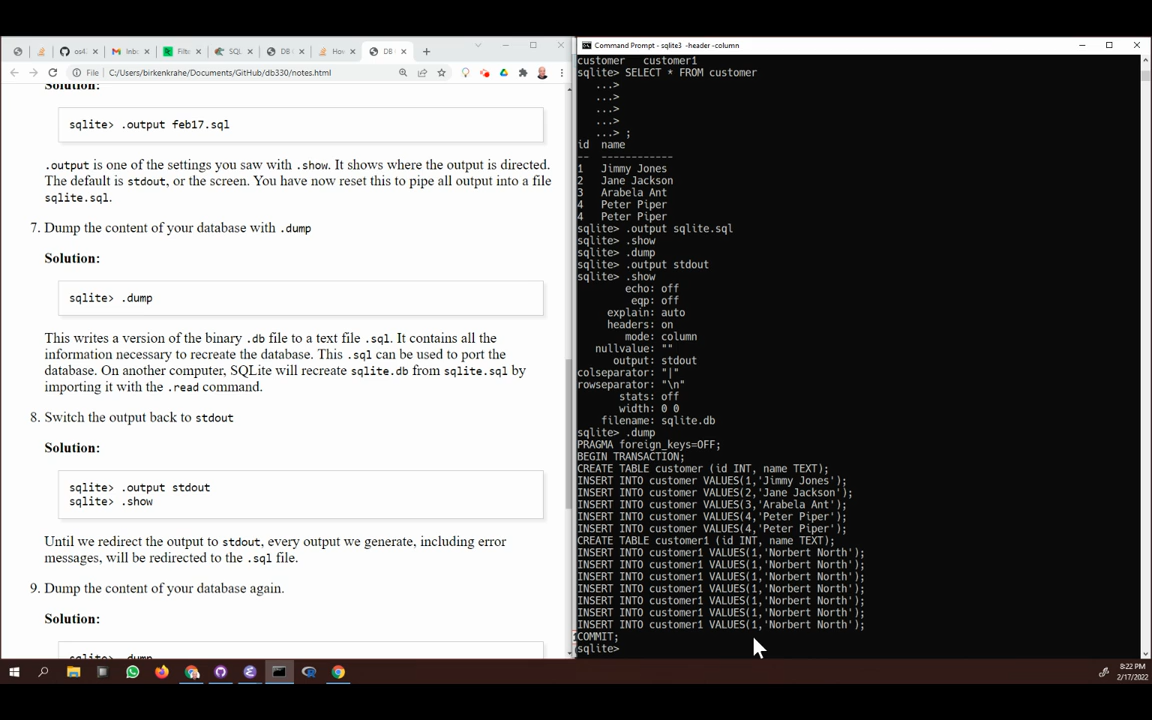 os4
Inb
Filte
SQL
DB
How
DB
Command Prompt - sqlite3 -header -column
File
C:/Users/birkenkrahe/Documents/GitHub/db330/notes.html
Solution:
sqlite> .output feb17.sql
.output is one of the settings you saw with .show. It shows where the output is directed.
The default is stdout, or the screen. You have now reset this to pipe all output into a file
sqlite.sql.
7. Dump the content of your database with .dump
Solution:
sqlite> .dump
This writes a version of the binary .db file to a text file .sql. It contains all the
information necessary to recreate the database. This .sql can be used to port the
database. On another computer, SQLite will recreate sqlite.db from sqlite.sql by
importing it with the .read command.
8. Switch the output back to stdout
Solution:
sqlite> .output stdout
sqlite> .show
Until we redirect the output to stdout, every output we generate, including error
messages, will be redirected to the .sql file.
9. Dump the content of your database again.
Solution:
sqlite> .dump
customer   customer1
sqlite> SELECT * FROM customer
...>
...>
...>
...>
...> ;
id  name
--  ------------
1   Jimmy Jones
2   Jane Jackson
3   Arabela Ant
4   Peter Piper
4   Peter Piper
sqlite> .output sqlite.sql
sqlite> .show
sqlite> .dump
sqlite> .output stdout
sqlite> .show
echo: off
eqp: off
explain: auto
headers: on
mode: column
nullvalue: ""
output: stdout
colseparator: "|"
rowseparator: "\n"
stats: off
width: 0 0
filename: sqlite.db
sqlite> .dump
PRAGMA foreign_keys=OFF;
BEGIN TRANSACTION;
CREATE TABLE customer (id INT, name TEXT);
INSERT INTO customer VALUES(1,'Jimmy Jones');
INSERT INTO customer VALUES(2,'Jane Jackson');
INSERT INTO customer VALUES(3,'Arabela Ant');
INSERT INTO customer VALUES(4,'Peter Piper');
INSERT INTO customer VALUES(4,'Peter Piper');
CREATE TABLE customer1 (id INT, name TEXT);
INSERT INTO customer1 VALUES(1,'Norbert North');
INSERT INTO customer1 VALUES(1,'Norbert North');
INSERT INTO customer1 VALUES(1,'Norbert North');
INSERT INTO customer1 VALUES(1,'Norbert North');
INSERT INTO customer1 VALUES(1,'Norbert North');
INSERT INTO customer1 VALUES(1,'Norbert North');
INSERT INTO customer1 VALUES(1,'Norbert North');
COMMIT;
sqlite>
8:22 PM
2/17/2022